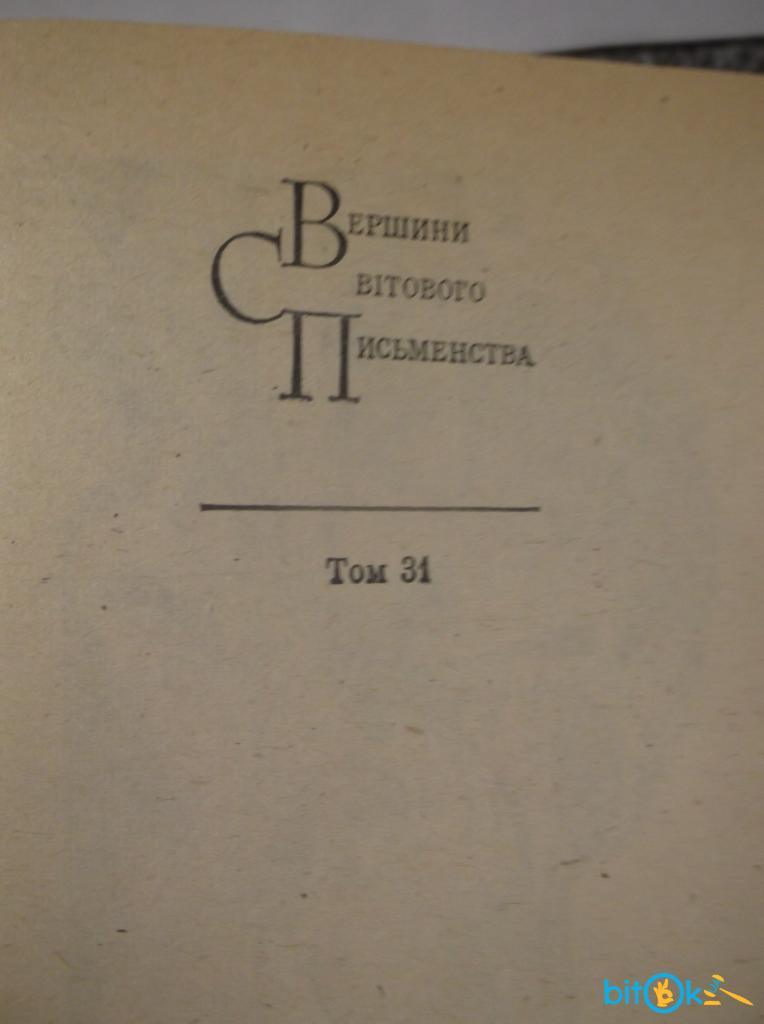 Вершини
Світового
Письменства
Том 31
bitOk